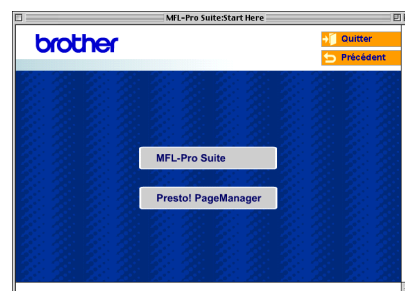 MFL-Pro Suite:Start Here
brother
Quitter
Précédent
MFL-Pro Suite
Presto! PageManager